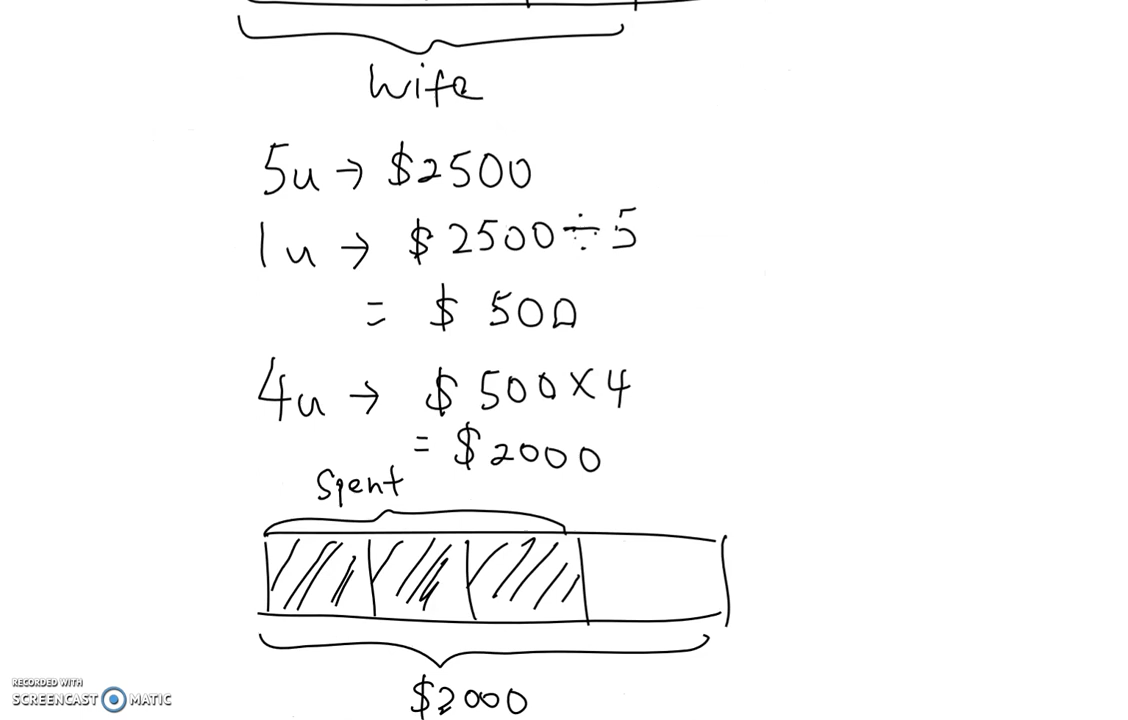 Wife
5u → $2500
1u → $2500÷5
= $500
4u → $500×4
= $2000
Spent
$2000
RECORDED WITH
SCREENCAST MATIC